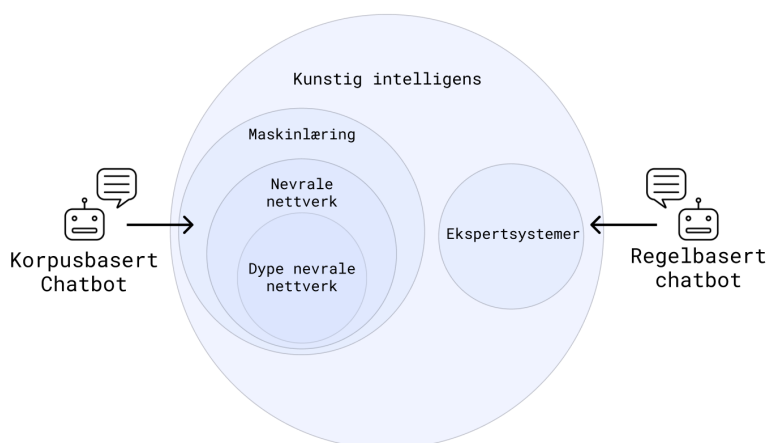 Kunstig intelligens
Maskinlæring
Nevrale
nettverk
Dype nevrale
nettverk
Ekspertsystemer
Korpusbasert
Chatbot
Regelbasert
chatbot